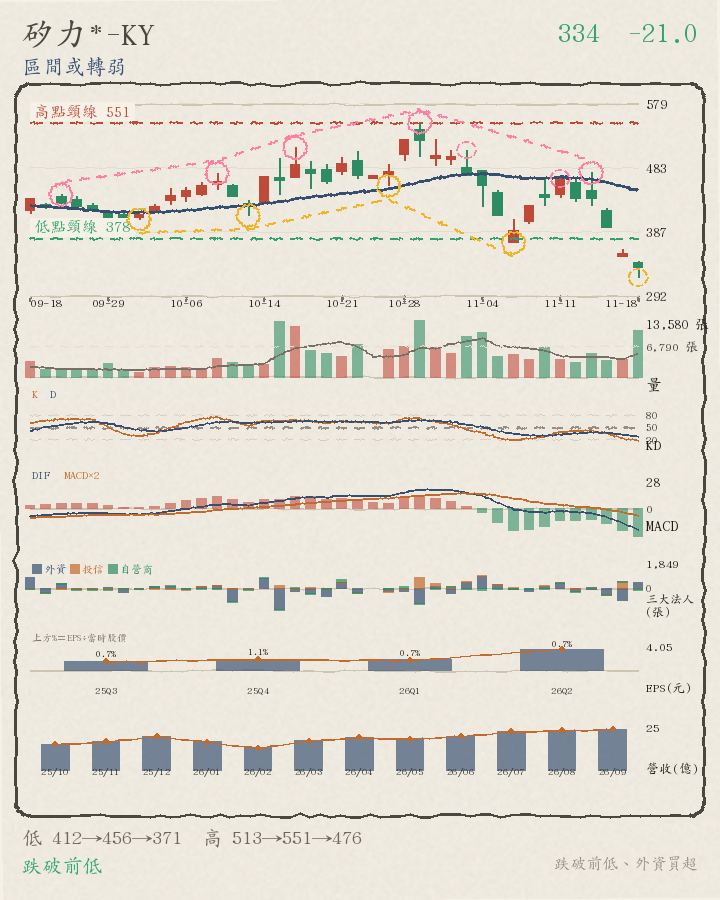 矽力*-KY 334 -21.0
區間或轉弱
579
高點頸線 551
483
低點頸線 378
387
292
09-18 09-29 10-06 10-14 10-21 10-28 11-04 11-11 11-18
13,580 張
6,790 張
量
K D
80
50
20
KD
DIF MACD×2
28
0
MACD
外資 投信 自營商
1,849
0
三大法人
(張)
上方%=EPS÷當時股價
0.7% 1.1% 0.7% 0.7%
4.05
25Q3 25Q4 26Q1 26Q2
EPS(元)
25
25/10 25/11 25/12 26/01 26/02 26/03 26/04 26/05 26/06 26/07 26/08 26/09
營收(億)
低 412→456→371 高 513→551→476
跌破前低
跌破前低、外資買超